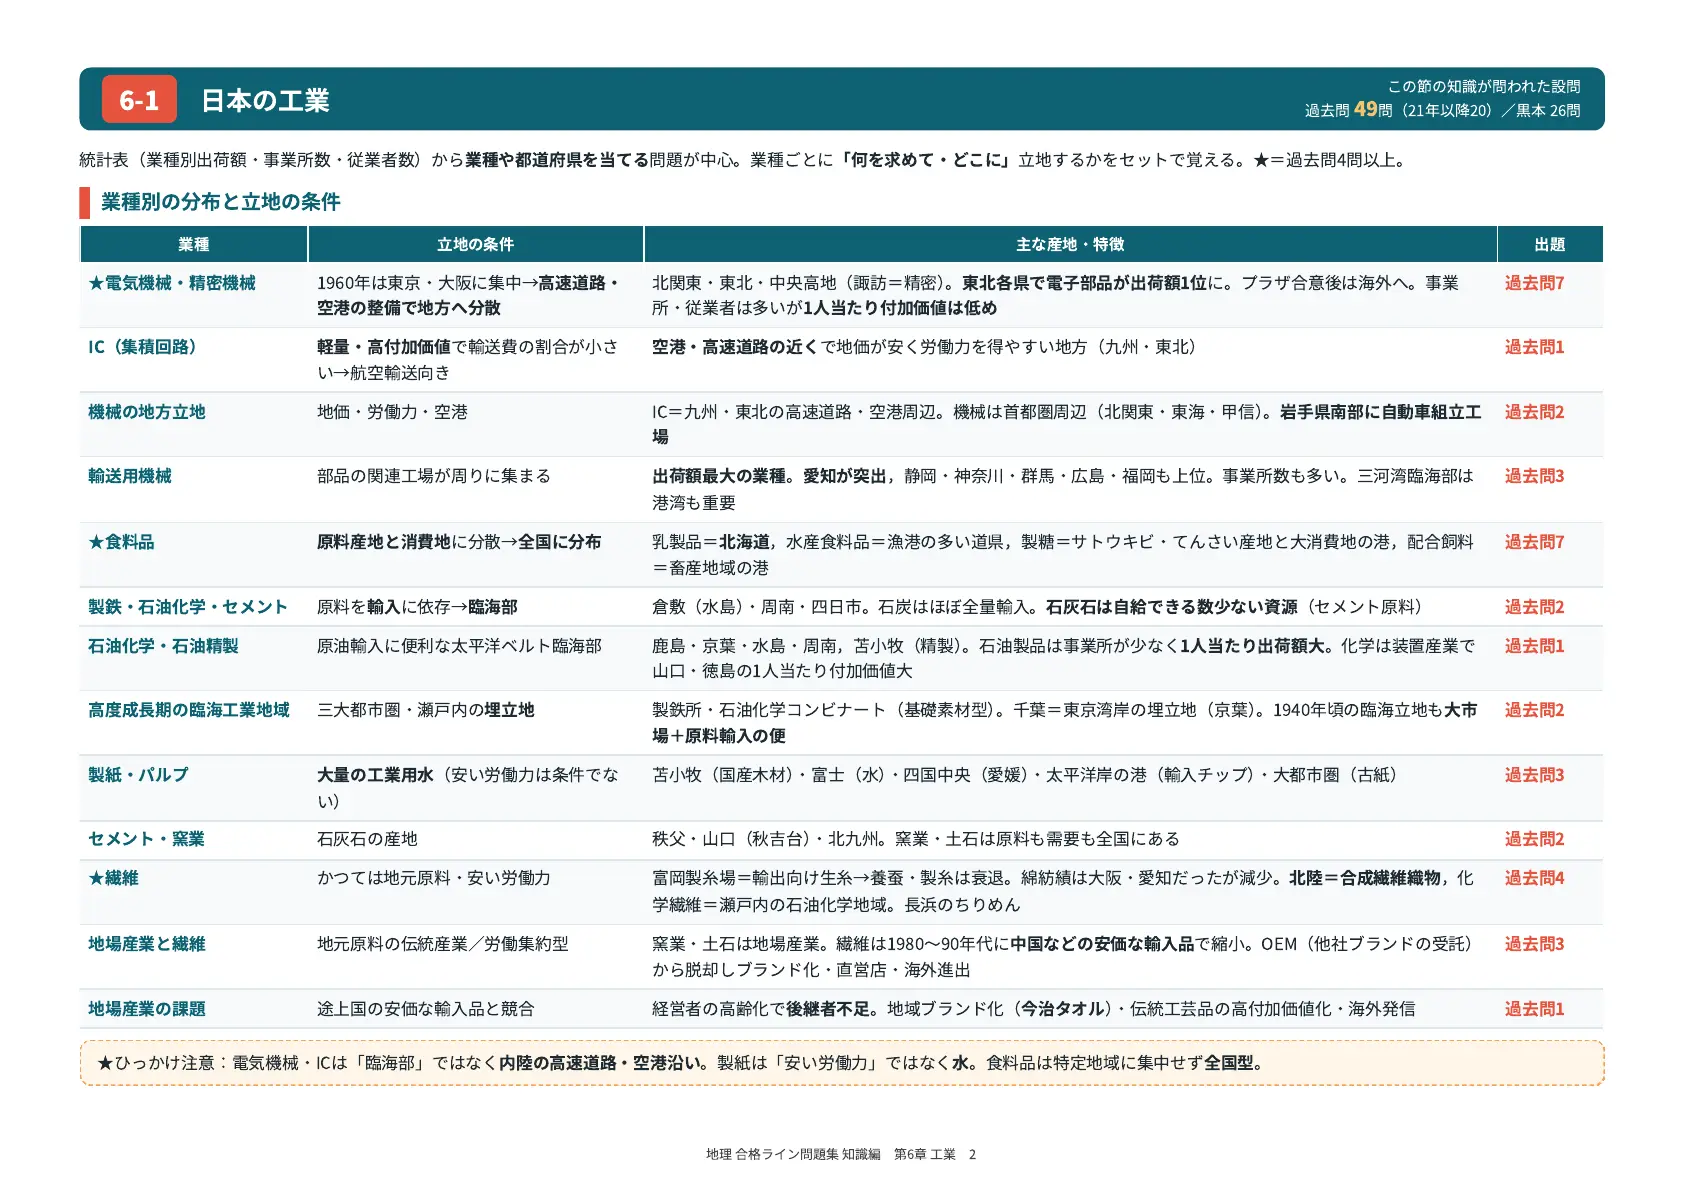 6-1 日本の工業
この節の知識が問われた設問
過去問 49問（21年以降20）／黒本 26問
統計表（業種別出荷額・事業所数・従業者数）から業種や都道府県を当てる問題が中心。業種ごとに「何を求めて・どこに」立地するかをセットで覚える。★＝過去問4問以上。
業種別の分布と立地の条件
業種 立地の条件 主な産地・特徴 出題
★電気機械・精密機械 1960年は東京・大阪に集中→高速道路・ 北関東・東北・中央高地（諏訪＝精密）。東北各県で電子部品が出荷額1位に。プラザ合意後は海外へ。事業 過去問7
空港の整備で地方へ分散 所・従業者は多いが1人当たり付加価値は低め
IC（集積回路） 軽量・高付加価値で輸送費の割合が小さ 空港・高速道路の近くで地価が安く労働力を得やすい地方（九州・東北） 過去問1
い→航空輸送向き
機械の地方立地 地価・労働力・空港 IC＝九州・東北の高速道路・空港周辺。機械は首都圏周辺（北関東・東海・甲信）。岩手県南部に自動車組立工 過去問2
場
輸送用機械 部品の関連工場が周りに集まる 出荷額最大の業種。愛知が突出，静岡・神奈川・群馬・広島・福岡も上位。事業所数も多い。三河湾臨海部は 過去問3
港湾も重要
★食料品 原料産地と消費地に分散→全国に分布 乳製品＝北海道，水産食料品＝漁港の多い道県，製糖＝サトウキビ・てんさい産地と大消費地の港，配合飼料 過去問7
＝畜産地域の港
製鉄・石油化学・セメント 原料を輸入に依存→臨海部 倉敷（水島）・周南・四日市。石炭はほぼ全量輸入。石灰石は自給できる数少ない資源（セメント原料） 過去問2
石油化学・石油精製 原油輸入に便利な太平洋ベルト臨海部 鹿島・京葉・水島・周南，苫小牧（精製）。石油製品は事業所が少なく1人当たり出荷額大。化学は装置産業で 過去問1
山口・徳島の1人当たり付加価値大
高度成長期の臨海工業地域 三大都市圏・瀬戸内の埋立地 製鉄所・石油化学コンビナート（基礎素材型）。千葉＝東京湾岸の埋立地（京葉）。1940年頃の臨海立地も大市 過去問2
場＋原料輸入の便
製紙・パルプ 大量の工業用水（安い労働力は条件でな 苫小牧（国産木材）・富士（水）・四国中央（愛媛）・太平洋岸の港（輸入チップ）・大都市圏（古紙） 過去問3
い）
セメント・窯業 石灰石の産地 秩父・山口（秋吉台）・北九州。窯業・土石は原料も需要も全国にある 過去問2
★繊維 かつては地元原料・安い労働力 富岡製糸場＝輸出向け生糸→養蚕・製糸は衰退。綿紡績は大阪・愛知だったが減少。北陸＝合成繊維織物，化 過去問4
学繊維＝瀬戸内の石油化学地域。長浜のちりめん
地場産業と繊維 地元原料の伝統産業／労働集約型 窯業・土石は地場産業。繊維は1980〜90年代に中国などの安価な輸入品で縮小。OEM（他社ブランドの受託） 過去問3
から脱却しブランド化・直営店・海外進出
地場産業の課題 途上国の安価な輸入品と競合 経営者の高齢化で後継者不足。地域ブランド化（今治タオル）・伝統工芸品の高付加価値化・海外発信 過去問1
★ひっかけ注意：電気機械・ICは「臨海部」ではなく内陸の高速道路・空港沿い。製紙は「安い労働力」ではなく水。食料品は特定地域に集中せず全国型。
地理 合格ライン問題集 知識編 第6章 工業 2